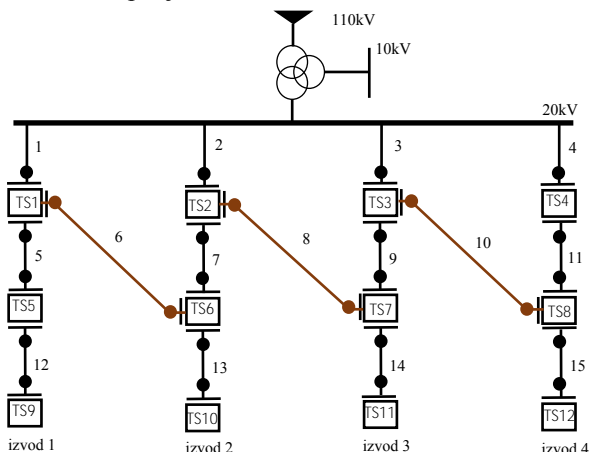 110kV
10kV
20kV
1 2 3 4
TS1 TS2 TS3 TS4
5 6 7 8 9 10 11
TS5 TS6 TS7 TS8
12 13 14 15
TS9 TS10 TS11 TS12
izvod 1 izvod 2 izvod 3 izvod 4